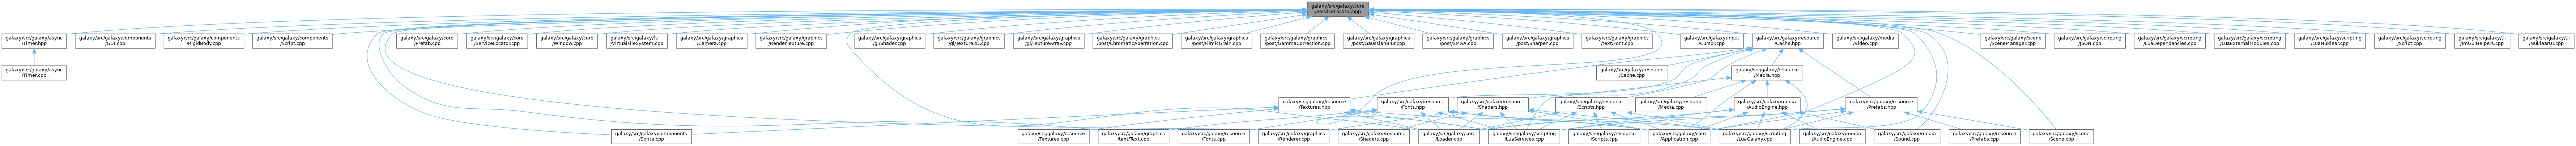 galaxy/src/galaxy/core
/ServiceLocator.hpp
galaxy/src/galaxy/async
/Timer.hpp
galaxy/src/galaxy/components
/GUI.cpp
galaxy/src/galaxy/components
/RigidBody.cpp
galaxy/src/galaxy/components
/Script.cpp
galaxy/src/galaxy/core
/Prefab.cpp
galaxy/src/galaxy/core
/ServiceLocator.cpp
galaxy/src/galaxy/core
/Window.cpp
galaxy/src/galaxy/fs
/VirtualFileSystem.cpp
galaxy/src/galaxy/graphics
/Camera.cpp
galaxy/src/galaxy/graphics
/RenderTexture.cpp
galaxy/src/galaxy/graphics
/gl/Shader.cpp
galaxy/src/galaxy/graphics
/gl/Texture2D.cpp
galaxy/src/galaxy/graphics
/gl/TextureArray.cpp
galaxy/src/galaxy/graphics
/post/ChromaticAberration.cpp
galaxy/src/galaxy/graphics
/post/FilmicGrain.cpp
galaxy/src/galaxy/graphics
/post/GammaCorrection.cpp
galaxy/src/galaxy/graphics
/post/GaussianBlur.cpp
galaxy/src/galaxy/graphics
/post/SMAA.cpp
galaxy/src/galaxy/graphics
/post/Sharpen.cpp
galaxy/src/galaxy/graphics
/text/Font.cpp
galaxy/src/galaxy/input
/Cursor.cpp
galaxy/src/galaxy/resource
/Cache.hpp
galaxy/src/galaxy/media
/Video.cpp
galaxy/src/galaxy/scene
/SceneManager.cpp
galaxy/src/galaxy/scripting
/JSON.cpp
galaxy/src/galaxy/scripting
/LuaDependencies.cpp
galaxy/src/galaxy/scripting
/LuaExternalModules.cpp
galaxy/src/galaxy/scripting
/LuaNuklear.cpp
galaxy/src/galaxy/scripting
/Script.cpp
galaxy/src/galaxy/ui
/ImGuiHelpers.cpp
galaxy/src/galaxy/ui
/NuklearUI.cpp
galaxy/src/galaxy/async
/Timer.cpp
galaxy/src/galaxy/resource
/Cache.cpp
galaxy/src/galaxy/resource
/Media.hpp
galaxy/src/galaxy/resource
/Textures.hpp
galaxy/src/galaxy/resource
/Fonts.hpp
galaxy/src/galaxy/resource
/Shaders.hpp
galaxy/src/galaxy/resource
/Scripts.hpp
galaxy/src/galaxy/resource
/Media.cpp
galaxy/src/galaxy/media
/AudioEngine.hpp
galaxy/src/galaxy/resource
/Prefabs.hpp
galaxy/src/galaxy/components
/Sprite.cpp
galaxy/src/galaxy/resource
/Textures.cpp
galaxy/src/galaxy/graphics
/text/Text.cpp
galaxy/src/galaxy/resource
/Fonts.cpp
galaxy/src/galaxy/graphics
/Renderer.cpp
galaxy/src/galaxy/resource
/Shaders.cpp
galaxy/src/galaxy/core
/Loader.cpp
galaxy/src/galaxy/scripting
/LuaServices.cpp
galaxy/src/galaxy/resource
/Scripts.cpp
galaxy/src/galaxy/core
/Application.cpp
galaxy/src/galaxy/scripting
/LuaGalaxy.cpp
galaxy/src/galaxy/media
/AudioEngine.cpp
galaxy/src/galaxy/media
/Sound.cpp
galaxy/src/galaxy/resource
/Prefabs.cpp
galaxy/src/galaxy/scene
/Scene.cpp